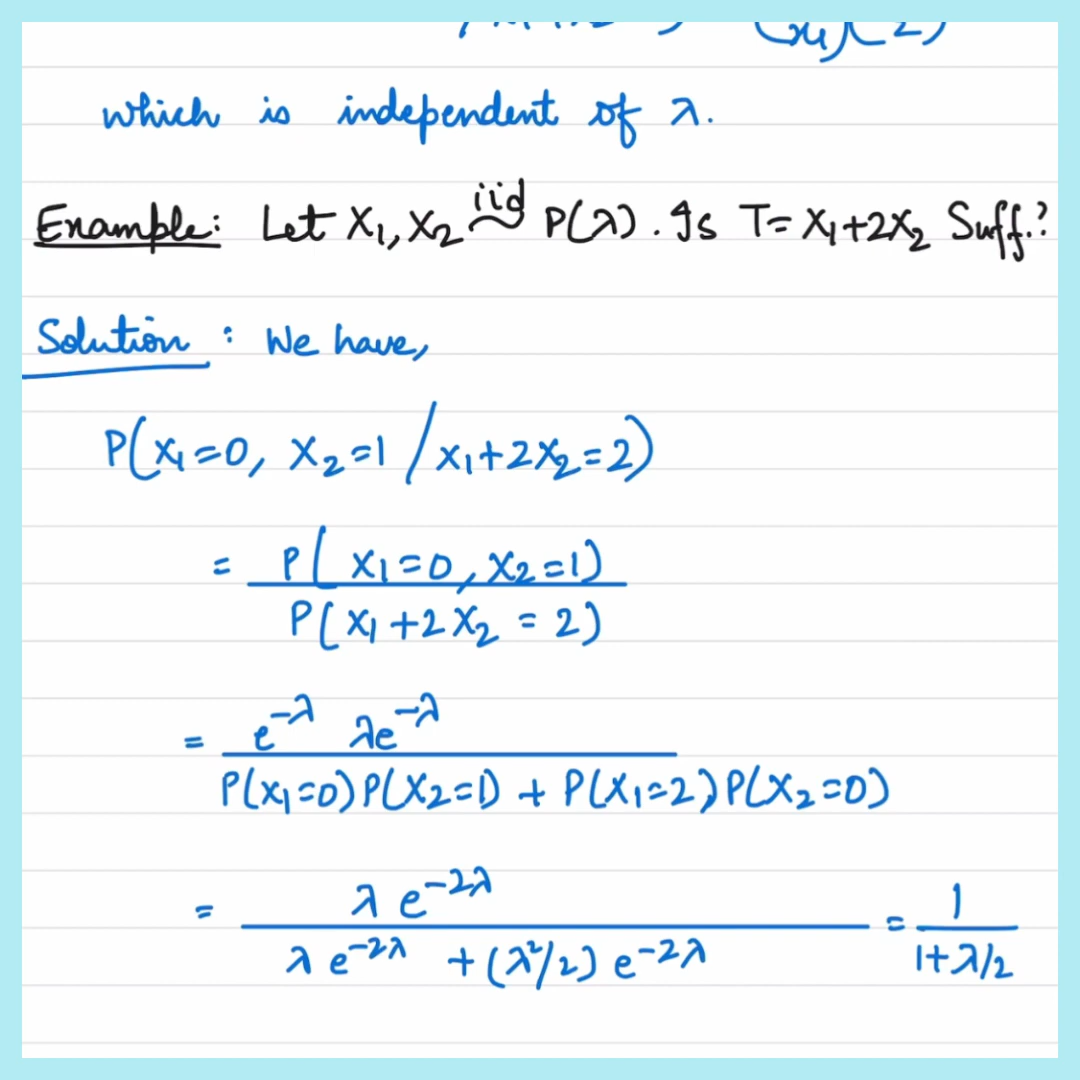 which is independent of λ.
Example: Let X₁, X₂ iid ~ P(λ). Is T= X₁+2X₂ Suff.?
Solution: We have,
P(X₁=0, X₂=1 / X₁+2X₂=2)
= P(X₁=0, X₂=1)
P(X₁+2X₂ = 2)
= e^{-λ} λe^{-λ}
P(X₁=0) P(X₂=1) + P(X₁=2) P(X₂=0)
= λ e^{-2λ} = 1
λ e^{-2λ} + (λ²/2) e^{-2λ} 1+λ/2